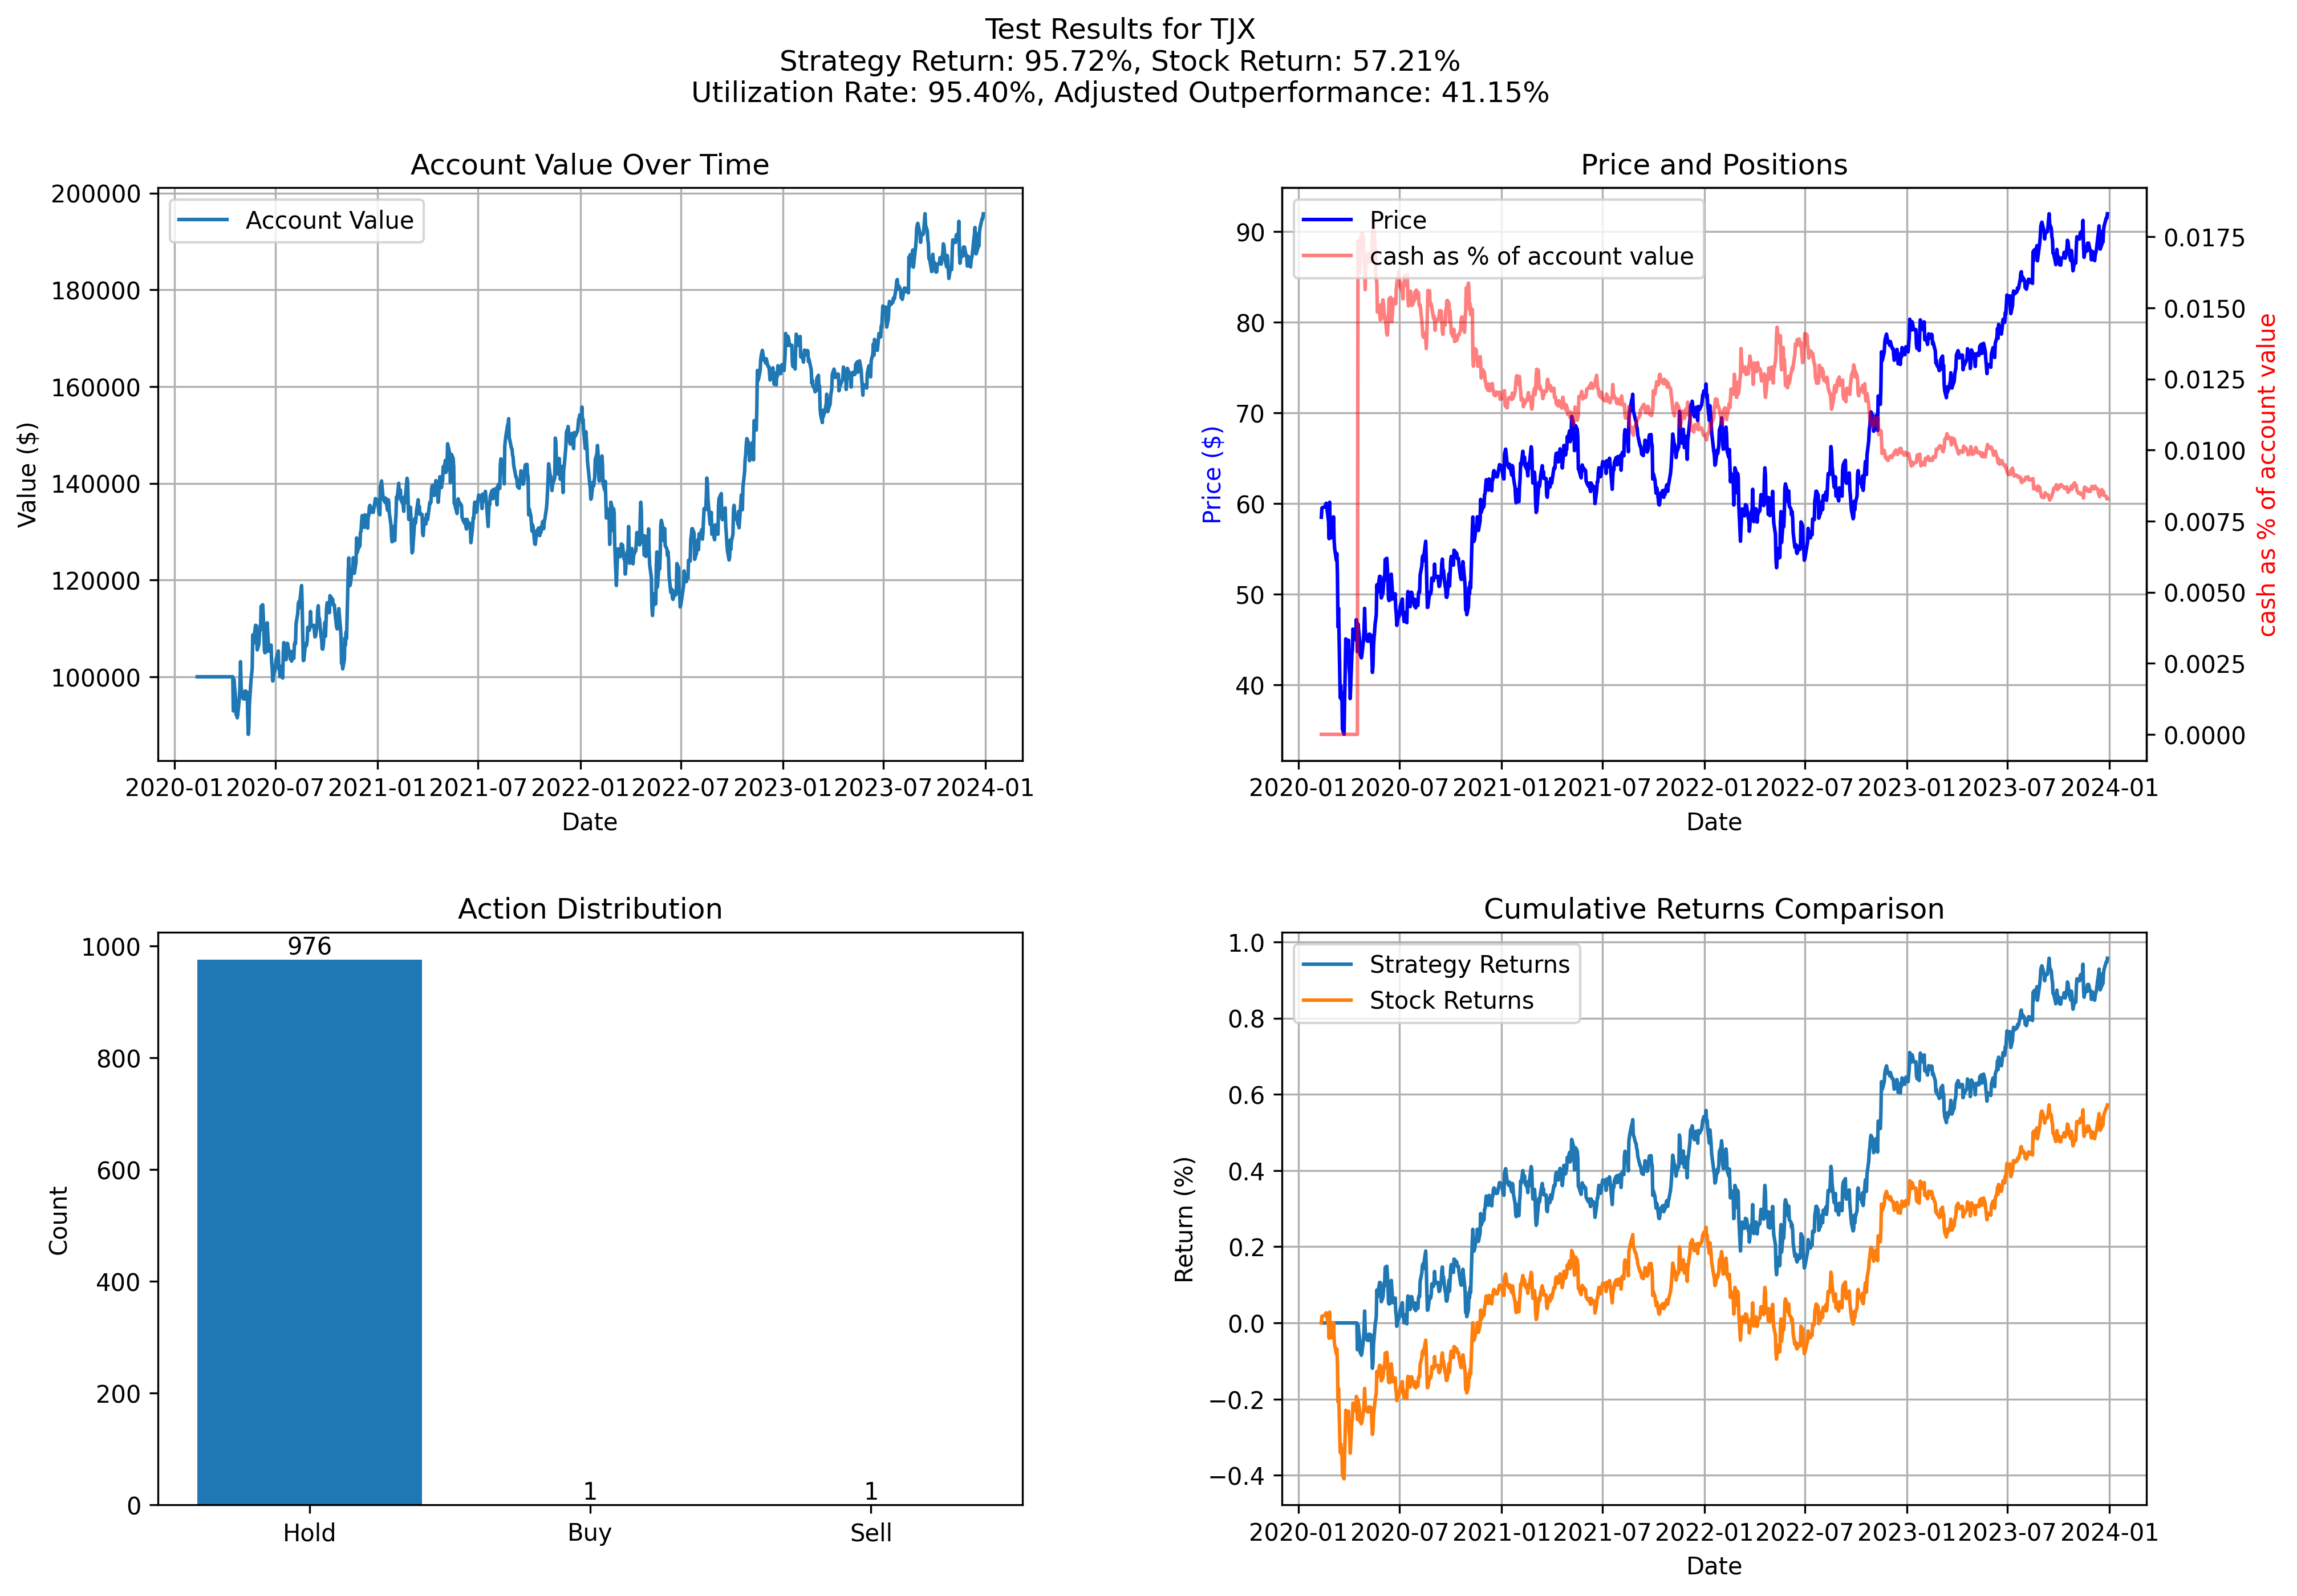 Test Results for TJX
Strategy Return: 95.72%, Stock Return: 57.21%
Utilization Rate: 95.40%, Adjusted Outperformance: 41.15%
Account Value Over Time
Account Value
200000
180000
160000
140000
120000
100000
Value ($)
2020-01 2020-07 2021-01 2021-07 2022-01 2022-07 2023-01 2023-07 2024-01
Date
Price and Positions
Price
cash as % of account value
90
80
70
60
50
40
Price ($)
0.0175
0.0150
0.0125
0.0100
0.0075
0.0050
0.0025
0.0000
cash as % of account value
2020-01 2020-07 2021-01 2021-07 2022-01 2022-07 2023-01 2023-07 2024-01
Date
Action Distribution
1000
800
600
400
200
0
Count
976
1
1
Hold Buy Sell
Cumulative Returns Comparison
Strategy Returns
Stock Returns
1.0
0.8
0.6
0.4
0.2
0.0
−0.2
−0.4
Return (%)
2020-01 2020-07 2021-01 2021-07 2022-01 2022-07 2023-01 2023-07 2024-01
Date